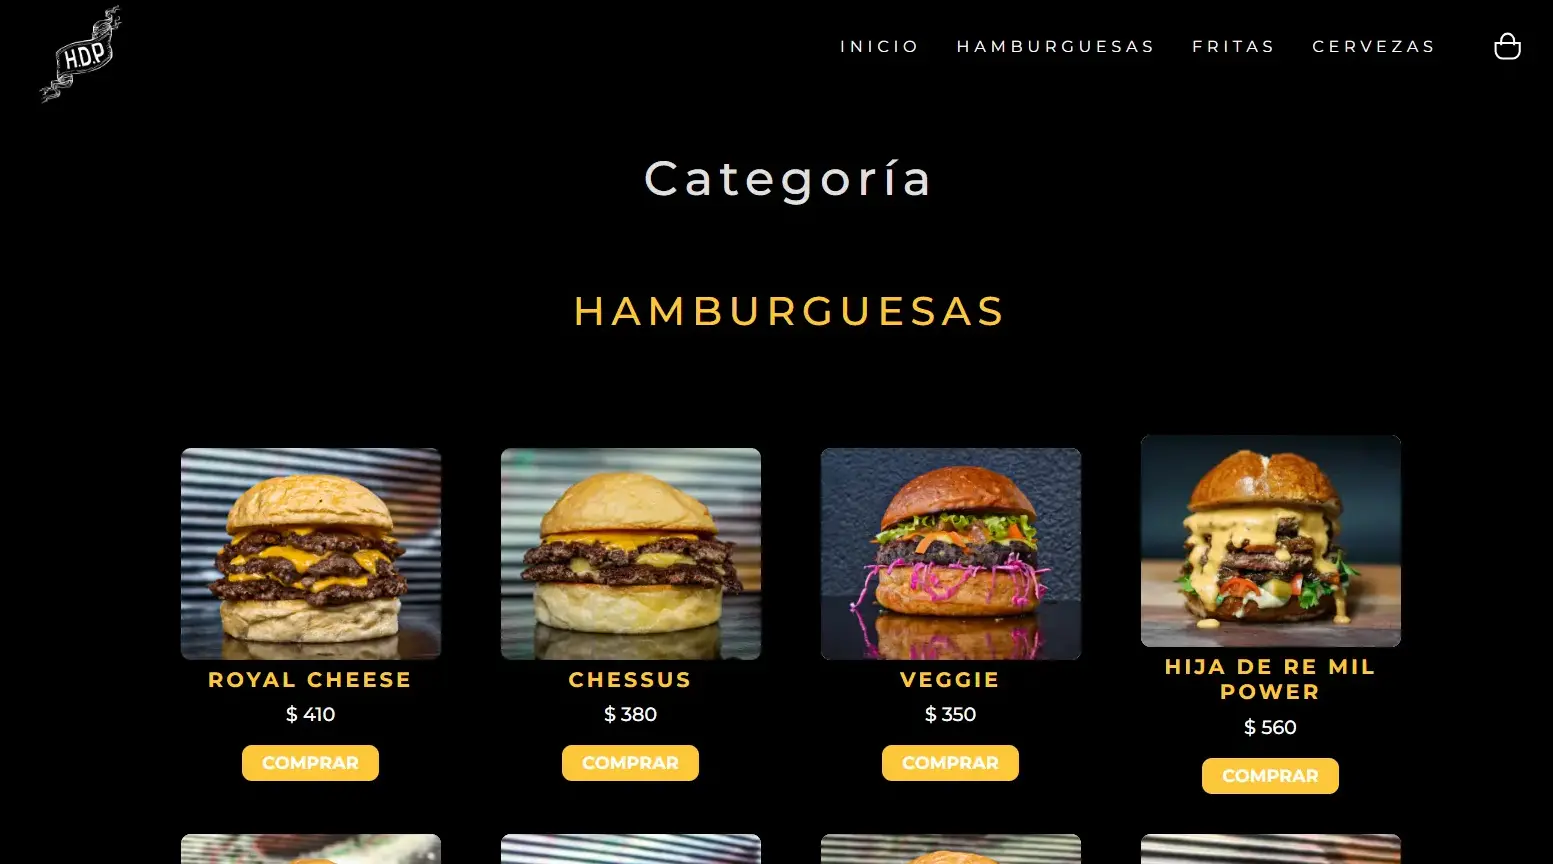 H.D.P
INICIO
HAMBURGUESAS
FRITAS
CERVEZAS
Categoría
HAMBURGUESAS
ROYAL CHEESE
$ 410
COMPRAR
CHESSUS
$ 380
COMPRAR
VEGGIE
$ 350
COMPRAR
HIJA DE RE MIL
POWER
$ 560
COMPRAR